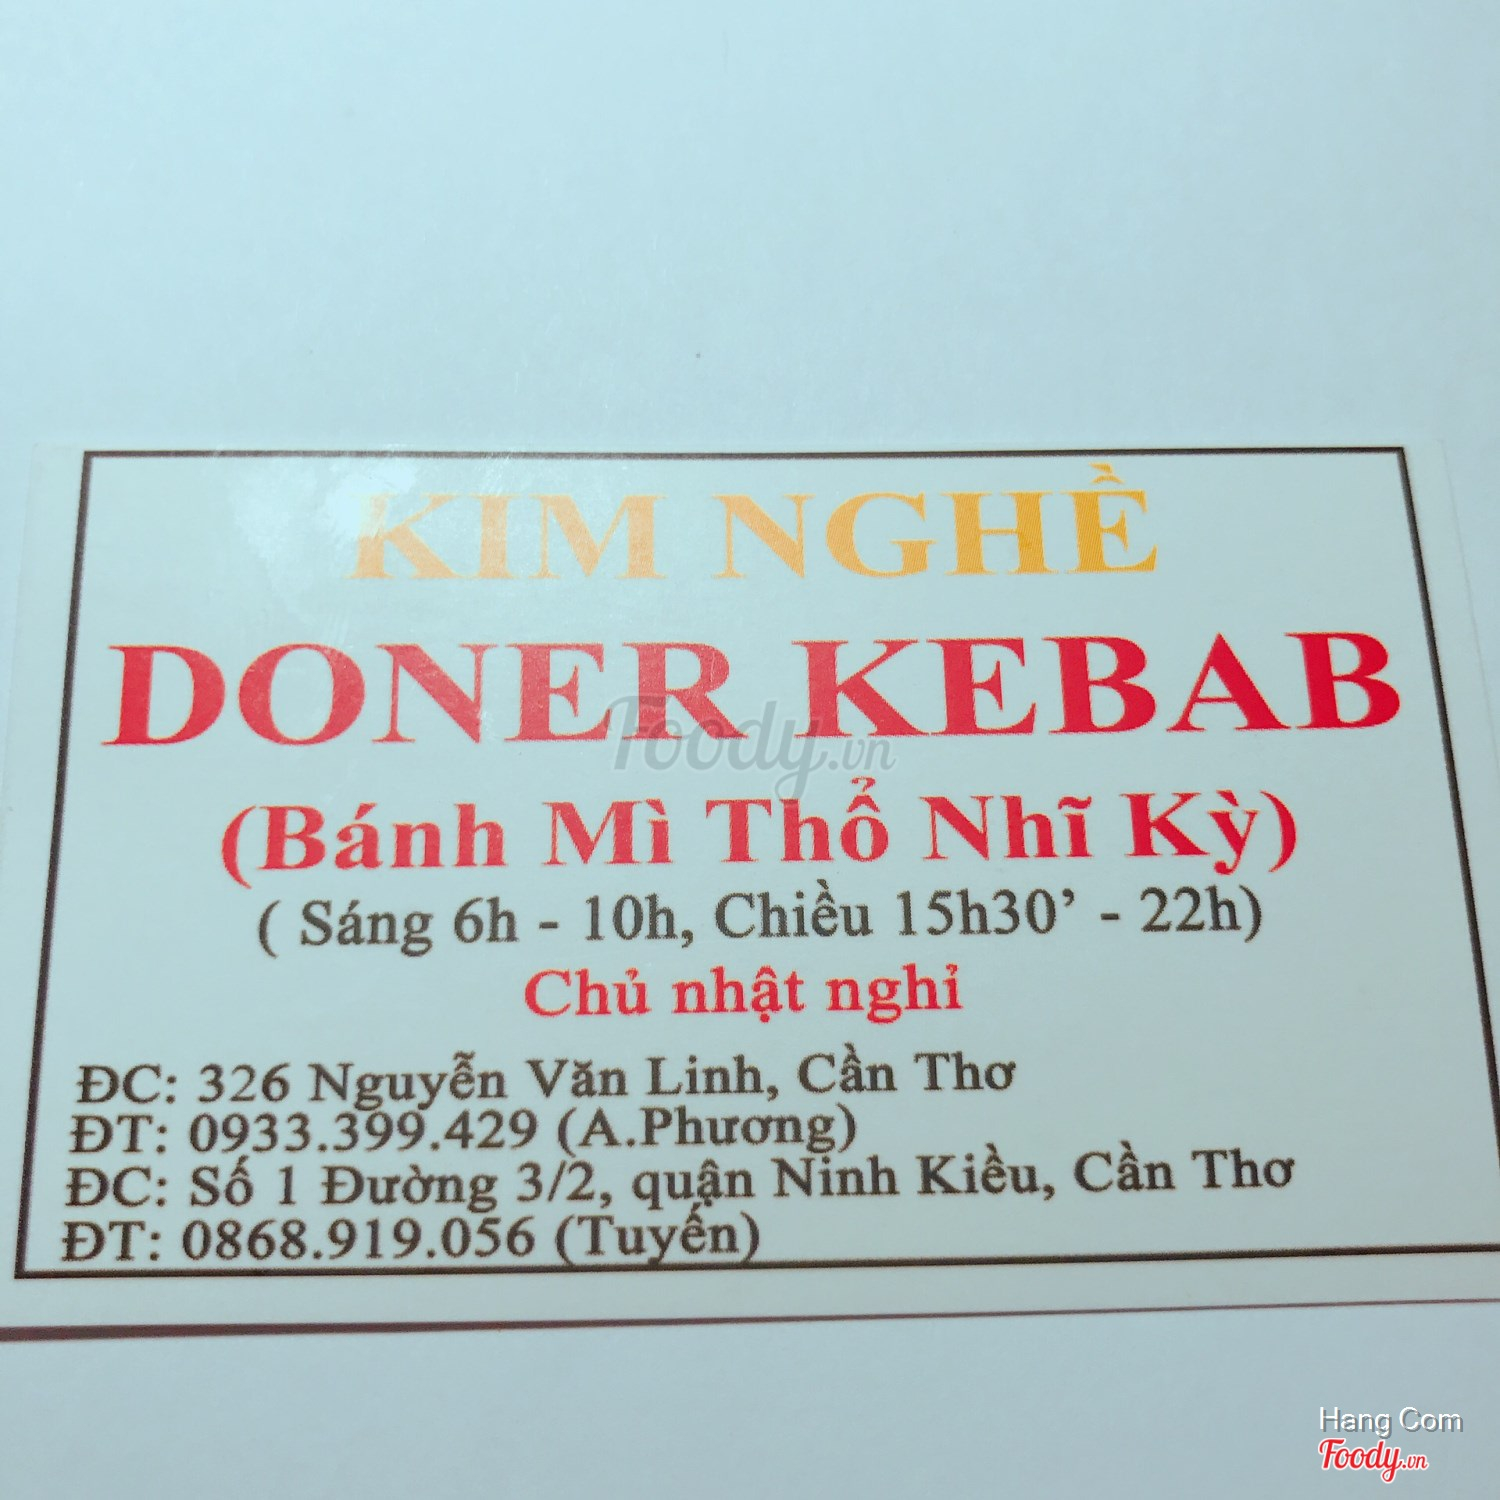 KIM NGHỀ
DONER KEBAB
Foody.vn
(Bánh Mì Thổ Nhĩ Kỳ)
( Sáng 6h - 10h, Chiều 15h30’ - 22h)
Chủ nhật nghỉ
ĐC: 326 Nguyễn Văn Linh, Cần Thơ
ĐT: 0933.399.429 (A.Phương)
ĐC: Số 1 Đường 3/2, quận Ninh Kiều, Cần Thơ
ĐT: 0868.919.056 (Tuyến)
Hang Com
Foody.vn